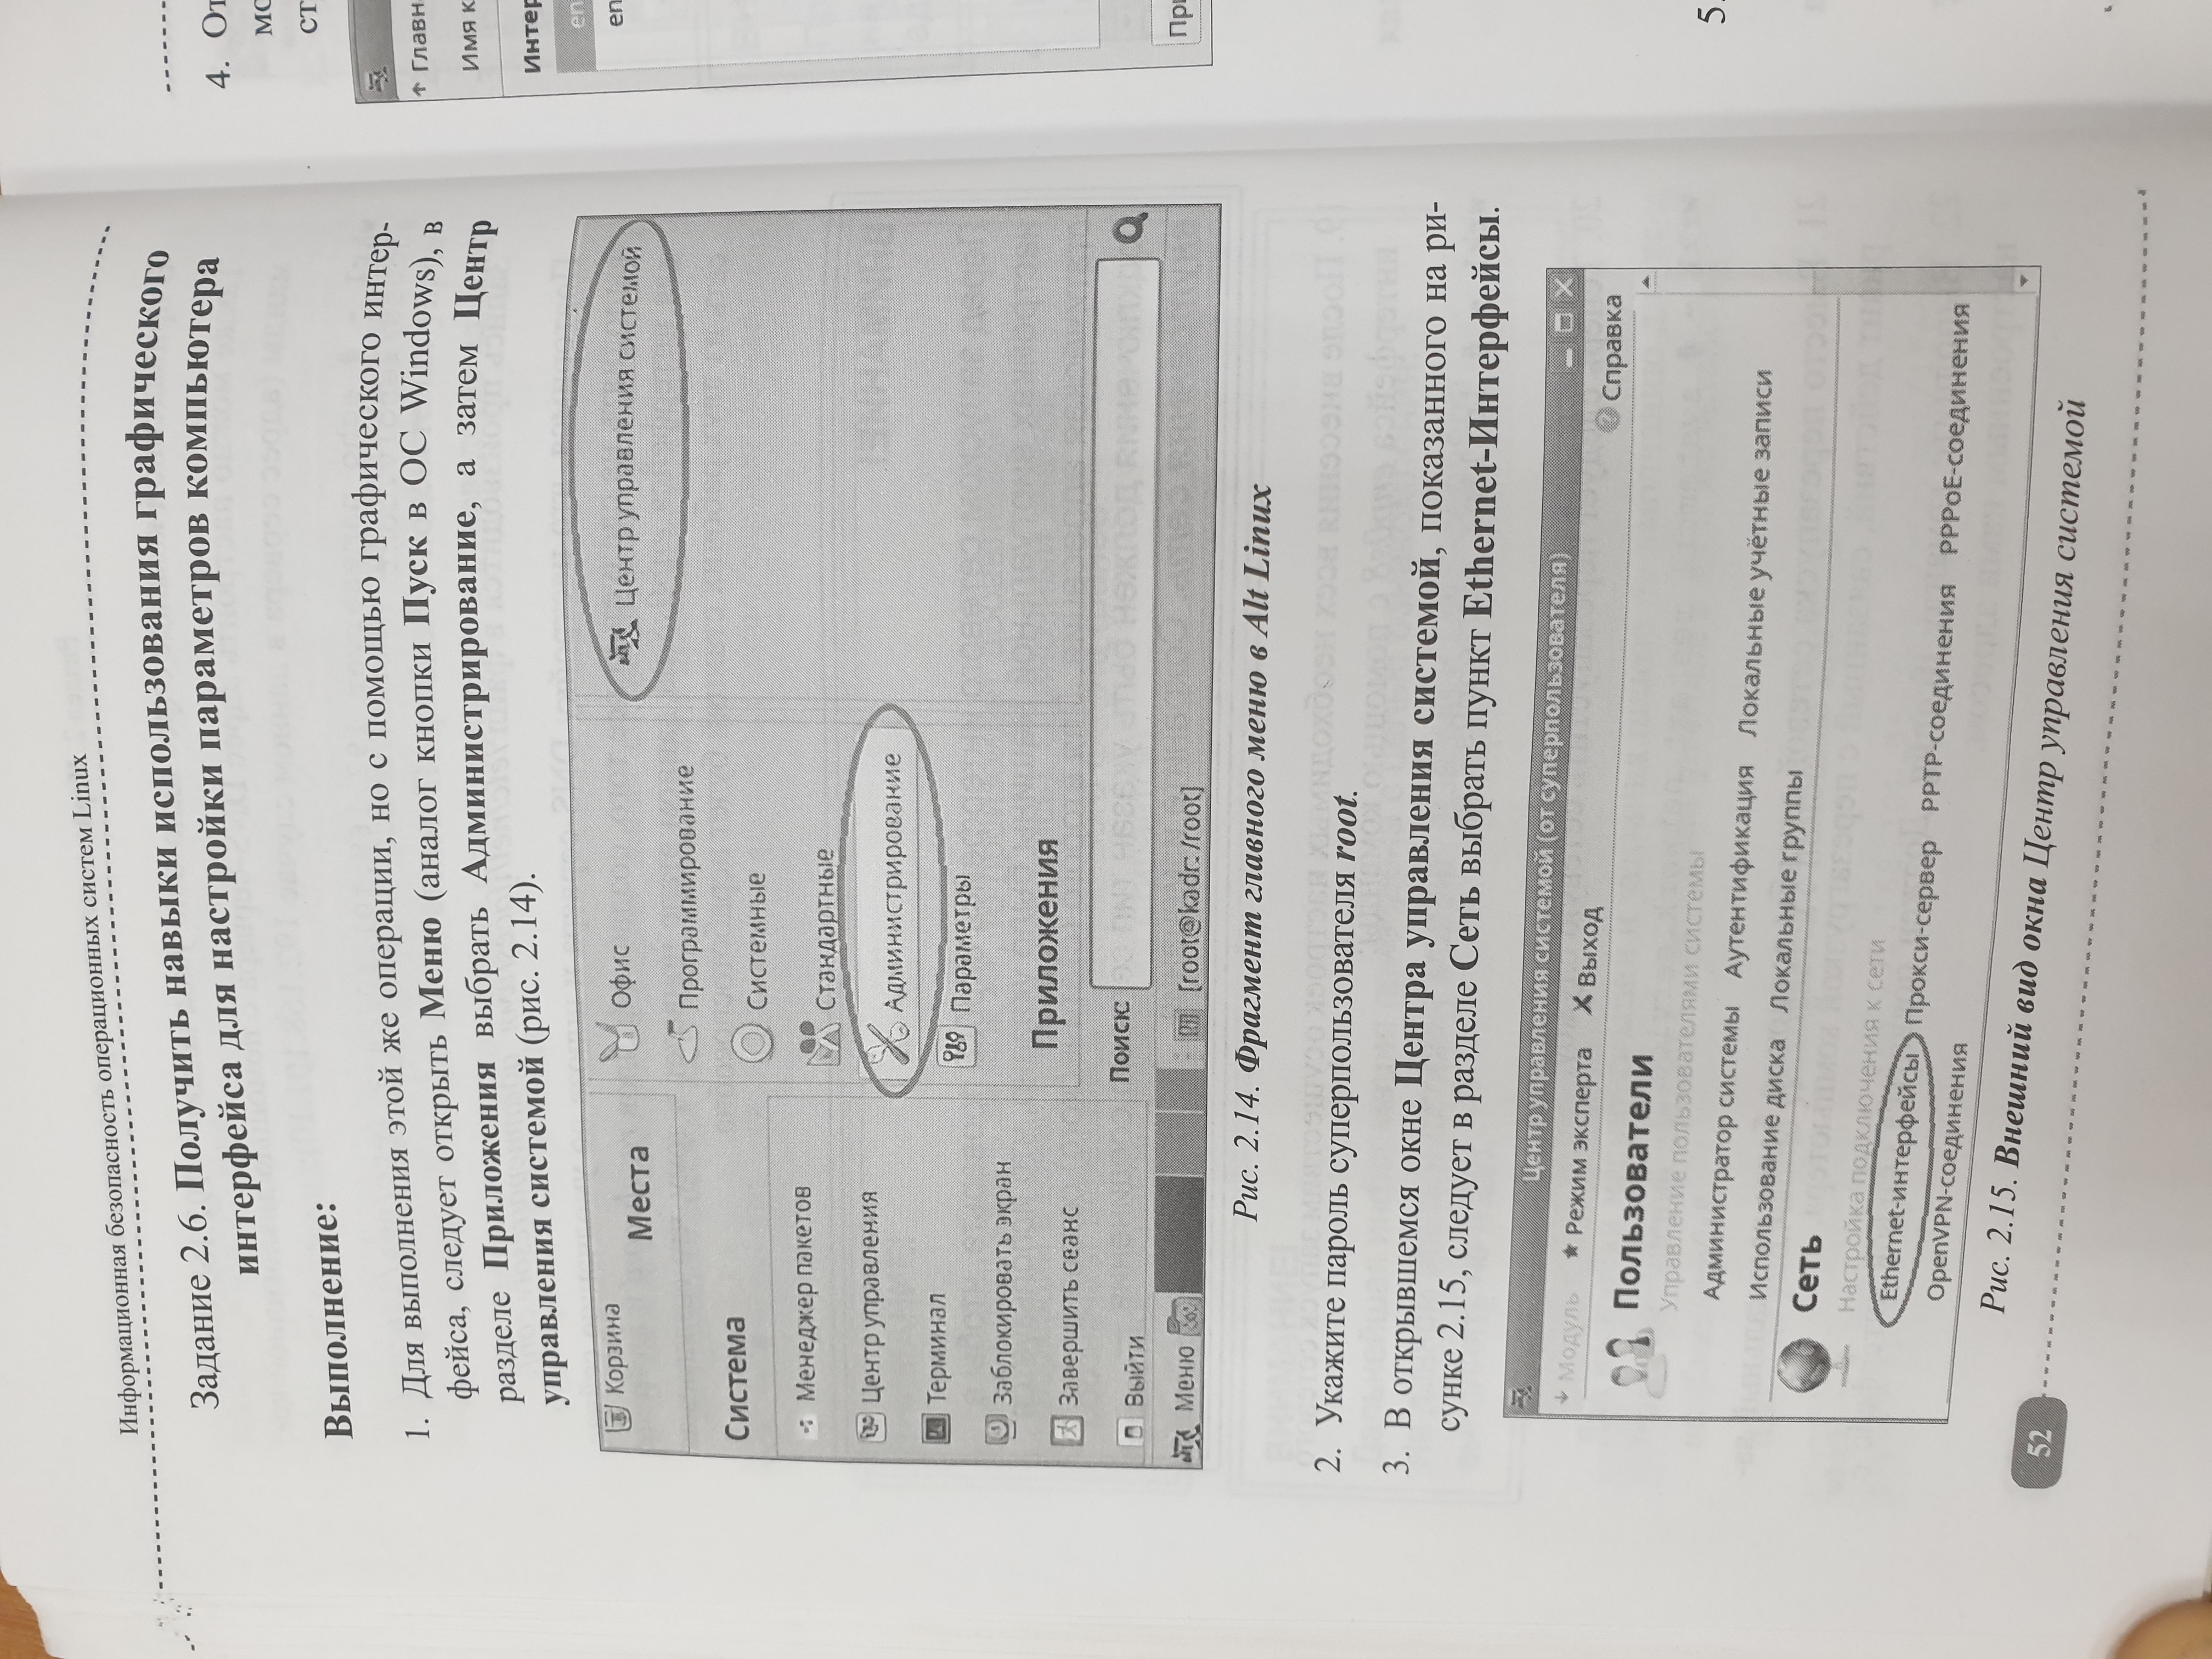 Информационная безопасность операционных систем Linux
Задание 2.6. Получить навыки использования графического
интерфейса для настройки параметров компьютера
Выполнение:
1. Для выполнения этой же операции, но с помощью графического интер-
фейса, следует открыть Меню (аналог кнопки Пуск в ОС Windows), в
разделе Приложения выбрать Администрирование, а затем Центр
управления системой (рис. 2.14).
Корзина
Места
Система
Менеджер пакетов
Центр управления
Терминал
Заблокировать экран
Завершить сеанс
Выйти
Офис
Программирование
Системные
Стандартные
Администрирование
Параметры
Приложения
Центр управления системой
Поиск:
Меню
[root@kadr: /root]
Рис. 2.14. Фрагмент главного меню в Alt Linux
2. Укажите пароль суперпользователя root.
3. В открывшемся окне Центра управления системой, показанного на ри-
сунке 2.15, следует в разделе Сеть выбрать пункт Ethernet-Интерфейсы.
Центр управления системой (от суперпользователя)
Модуль Режим эксперта Выход
Справка
Пользователи
Управление пользователями системы
Администратор системы Аутентификация Локальные учётные записи
Использование диска Локальные группы
Сеть
Настройка подключения к сети
Ethernet-интерфейсы Прокси-сервер PPTP-соединения PPPoE-соединения
OpenVPN-соединения
Рис. 2.15. Внешний вид окна Центр управления системой
52
4.
Имя
5.